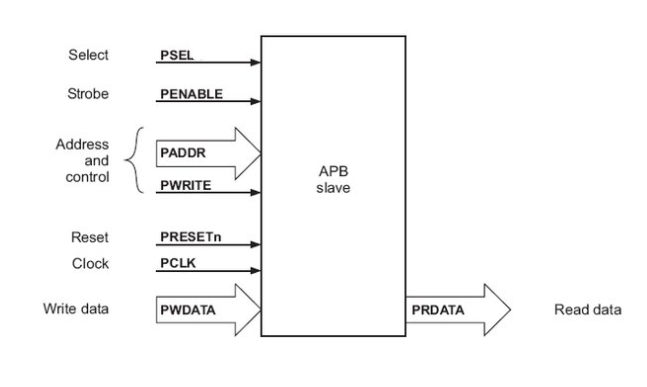 Select PSEL
Strobe PENABLE
Address
and
control
PADDR
PWRITE
APB
slave
Reset PRESETn
Clock PCLK
Write data PWDATA
PRDATA Read data